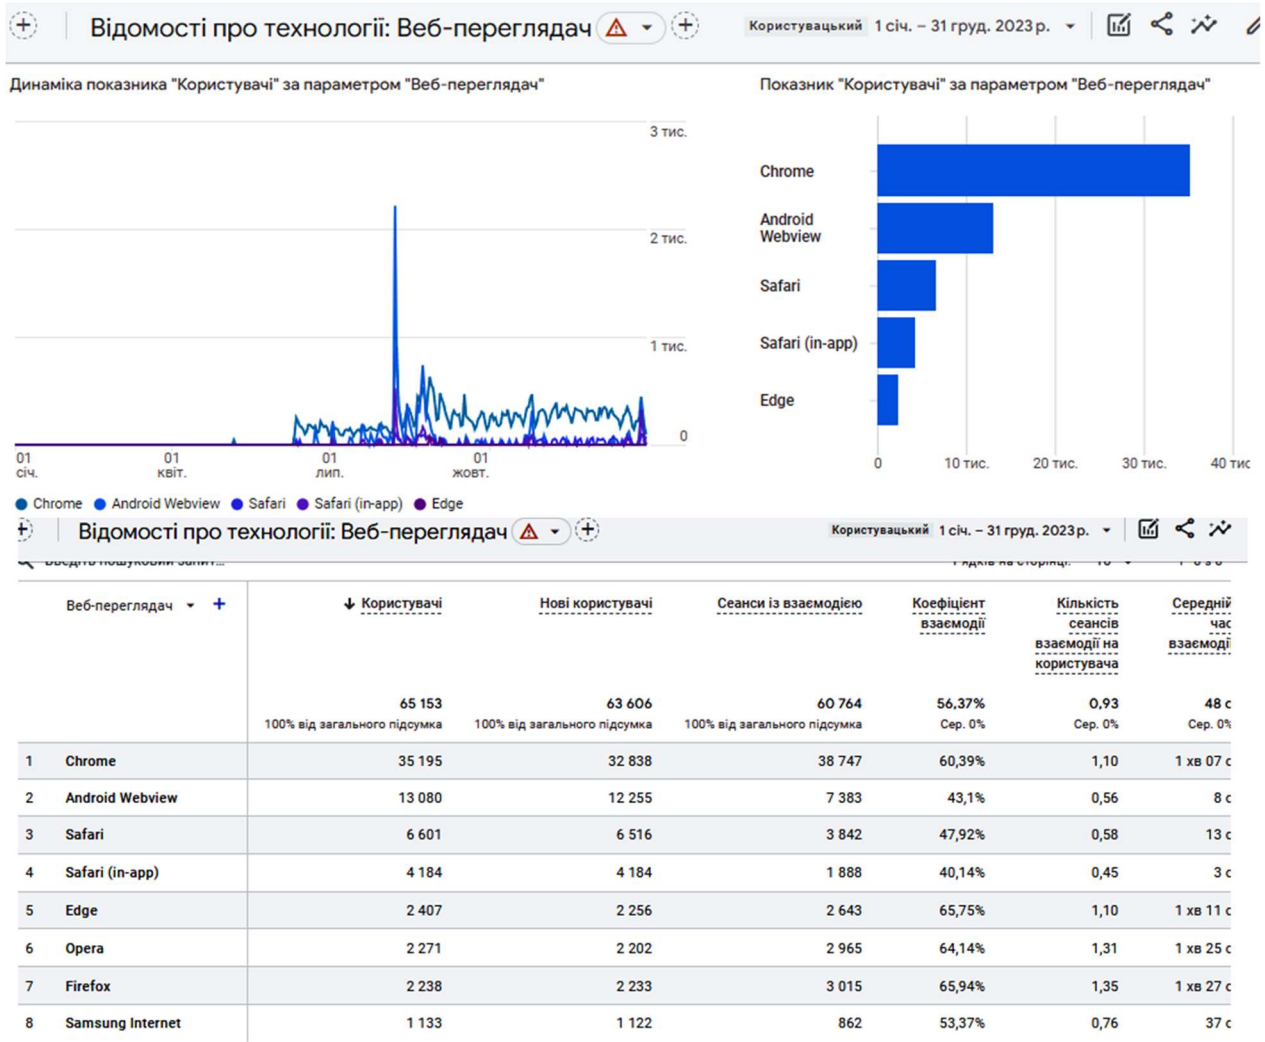 Відомості про технології: Веб-переглядач
Користувацький 1 січ. – 31 груд. 2023 р.
Динаміка показника "Користувачі" за параметром "Веб-переглядач"
3 тис.
2 тис.
1 тис.
0
01 січ.
01 квіт.
01 лип.
01 жовт.
Chrome Android Webview Safari Safari (in-app) Edge
Показник "Користувачі" за параметром "Веб-переглядач"
Chrome
Android Webview
Safari
Safari (in-app)
Edge
0 10 тис. 20 тис. 30 тис. 40 тис
Відомості про технології: Веб-переглядач
Користувацький 1 січ. – 31 груд. 2023 р.
Веб-переглядач + Користувачі Нові користувачі Сеанси із взаємодією Коефіцієнт взаємодії Кількість сеансів взаємодії на користувача Середній час взаємодії
65 153 63 606 60 764 56,37% 0,93 48 с
100% від загального підсумка 100% від загального підсумка 100% від загального підсумка Сер. 0% Сер. 0% Сер. 0%
1 Chrome 35 195 32 838 38 747 60,39% 1,10 1 хв 07 с
2 Android Webview 13 080 12 255 7 383 43,1% 0,56 8 с
3 Safari 6 601 6 516 3 842 47,92% 0,58 13 с
4 Safari (in-app) 4 184 4 184 1 888 40,14% 0,45 3 с
5 Edge 2 407 2 256 2 643 65,75% 1,10 1 хв 11 с
6 Opera 2 271 2 202 2 965 64,14% 1,31 1 хв 25 с
7 Firefox 2 238 2 233 3 015 65,94% 1,35 1 хв 27 с
8 Samsung Internet 1 133 1 122 862 53,37% 0,76 37 с